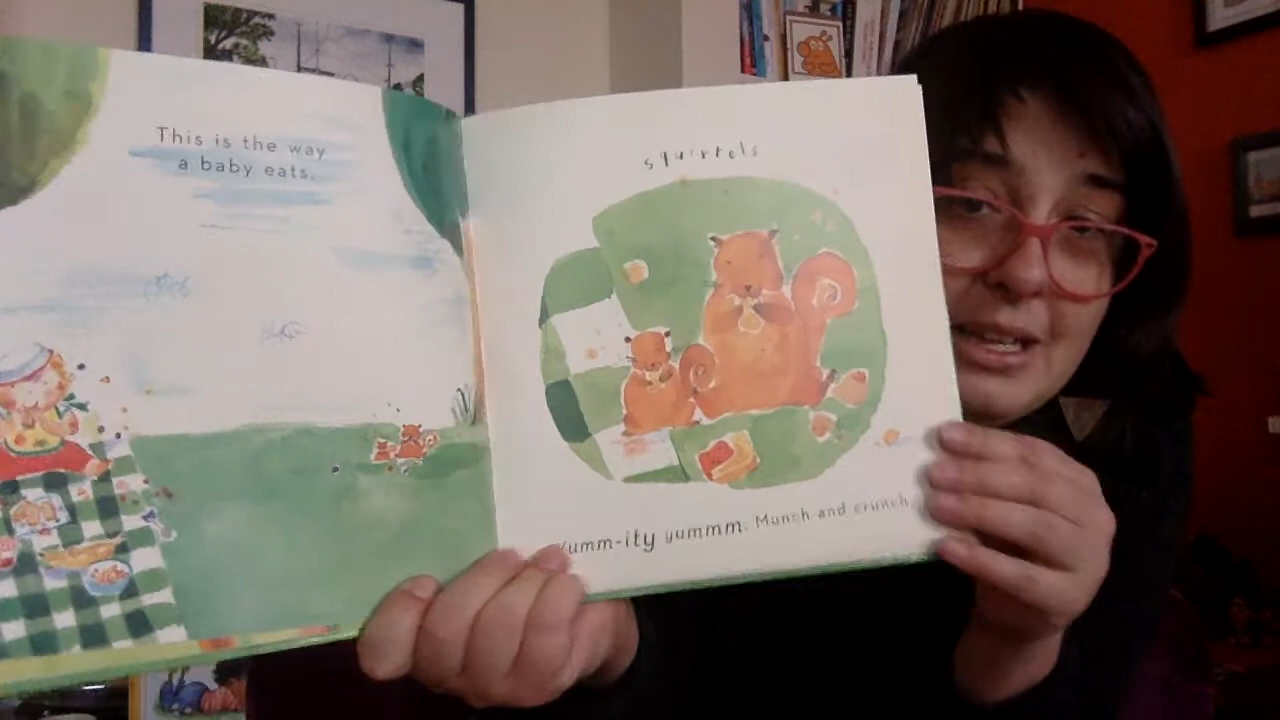 This is the way
a baby eats.
squirrels
Yumm-ity yummm. Munch and crunch.